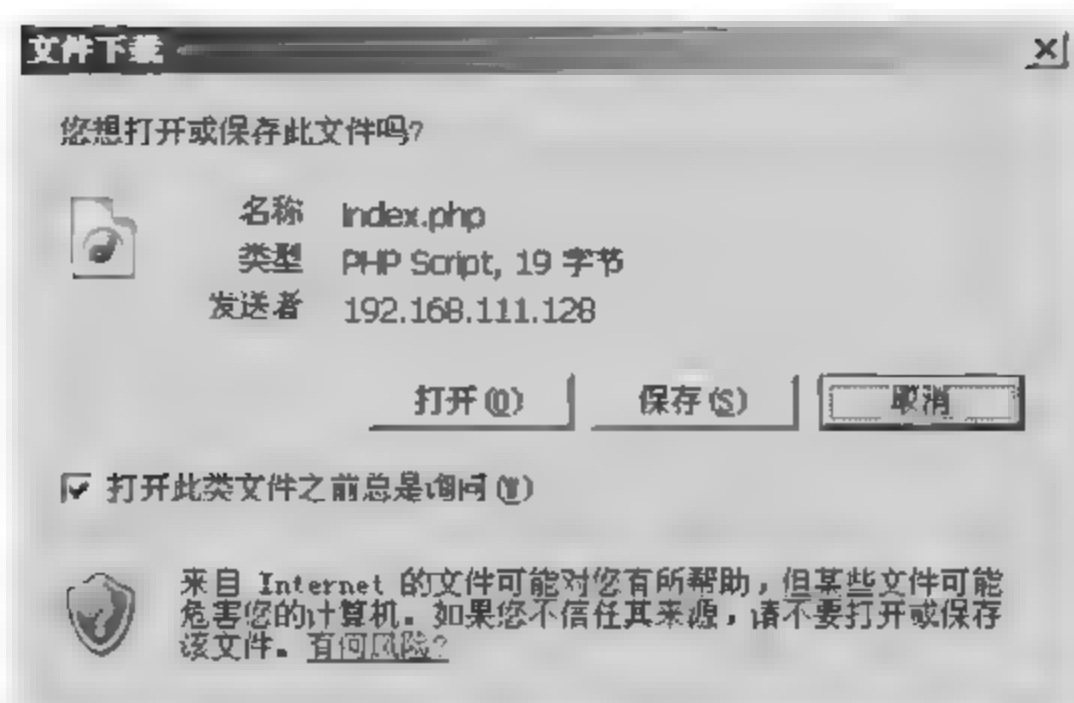 文件下载
您想打开或保存此文件吗?
名称 Index.php
类型 PHP Script, 19 字节
发送者 192.168.111.128
打开(O) 保存(S) 取消
打开此类文件之前总是询问(W)
来自 Internet 的文件可能对您有所帮助，但某些文件可能
危害您的计算机。如果您不信任其来源，请不要打开或保存
该文件。有何风险?